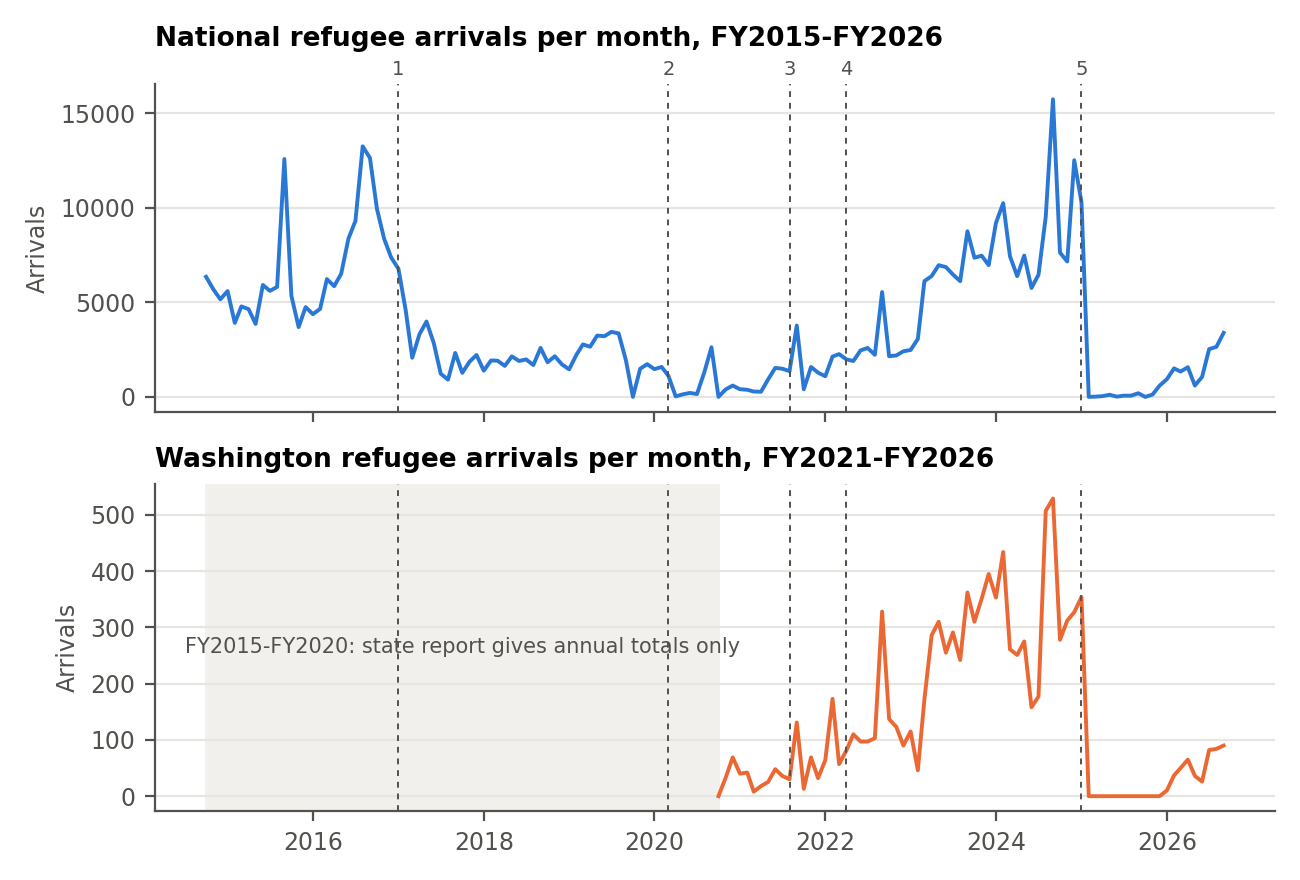 National refugee arrivals per month, FY2015-FY2026
1 2 3 4 5
15000
10000
5000
0
Arrivals
Washington refugee arrivals per month, FY2021-FY2026
500
400
300
200
100
0
Arrivals
FY2015-FY2020: state report gives annual totals only
2016 2018 2020 2022 2024 2026